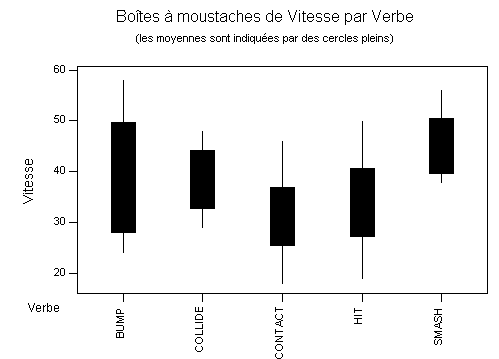 Boîtes à moustaches de Vitesse par Verbe
(les moyennes sont indiquées par des cercles pleins)
60
50
40
30
20
Vitesse
Verbe
BUMP
COLLIDE
CONTACT
HIT
SMASH